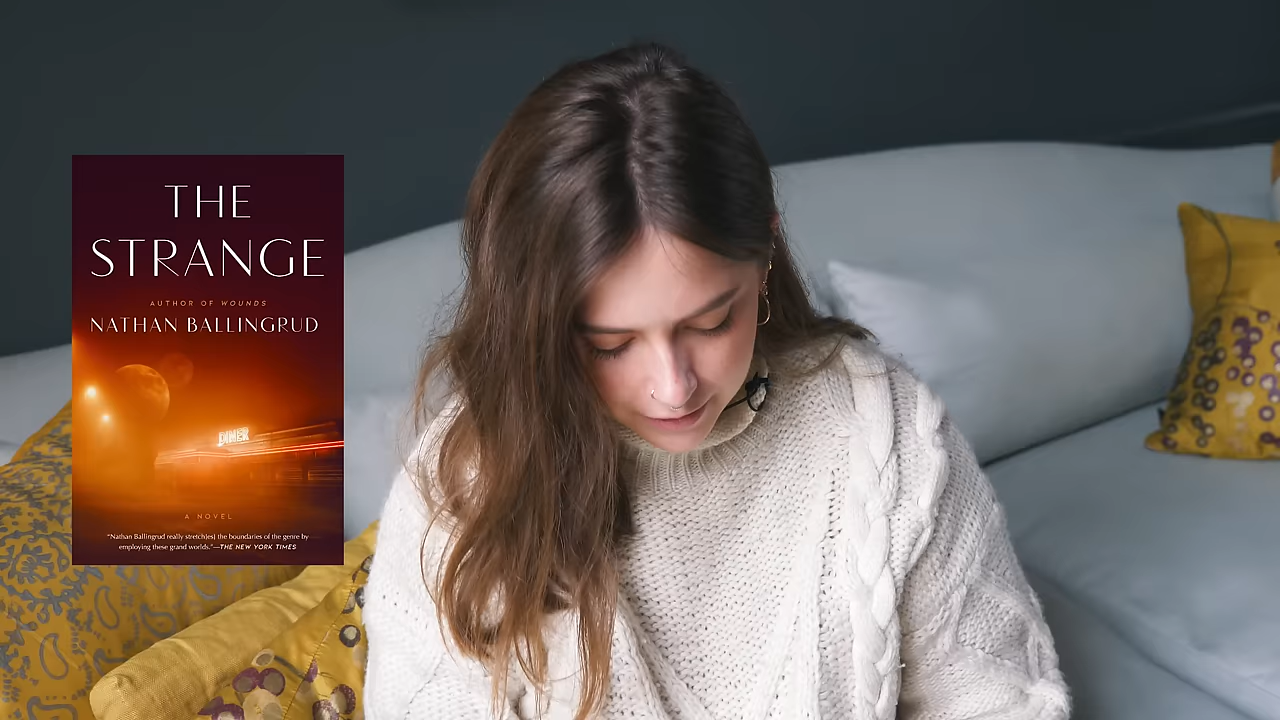 THE
STRANGE
AUTHOR OF WOUNDS
NATHAN BALLINGRUD
DINER
A NOVEL
"Nathan Ballingrud really stretch(es) the boundaries of the genre by
employing these grand worlds."—THE NEW YORK TIMES